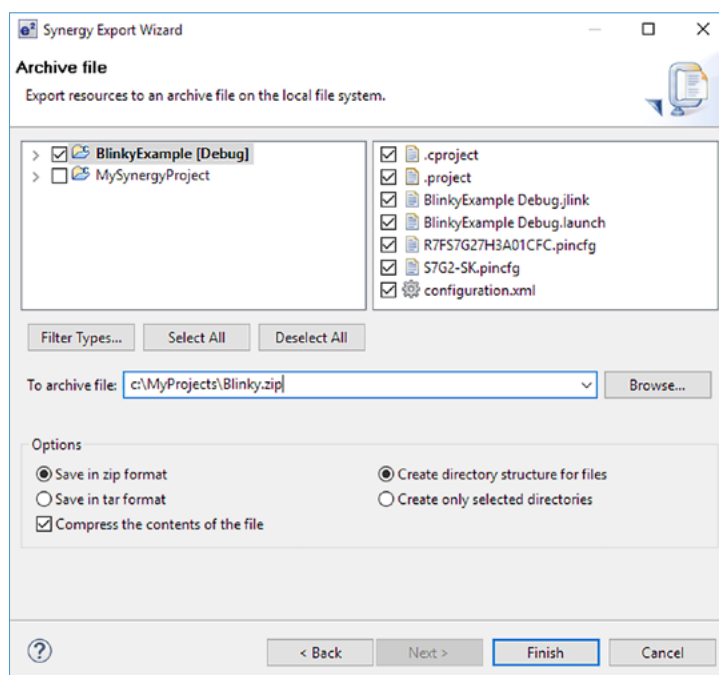 e² Synergy Export Wizard
Archive file
Export resources to an archive file on the local file system.
BlinkyExample [Debug]
MySynergyProject
.cproject
.project
BlinkyExample Debug.jlink
BlinkyExample Debug.launch
R7FS7G27H3A01CFC.pincfg
S7G2-SK.pincfg
configuration.xml
Filter Types... Select All Deselect All
To archive file: c:\MyProjects\Blinky.zip Browse...
Options
Save in zip format Create directory structure for files
Save in tar format Create only selected directories
Compress the contents of the file
? < Back Next > Finish Cancel